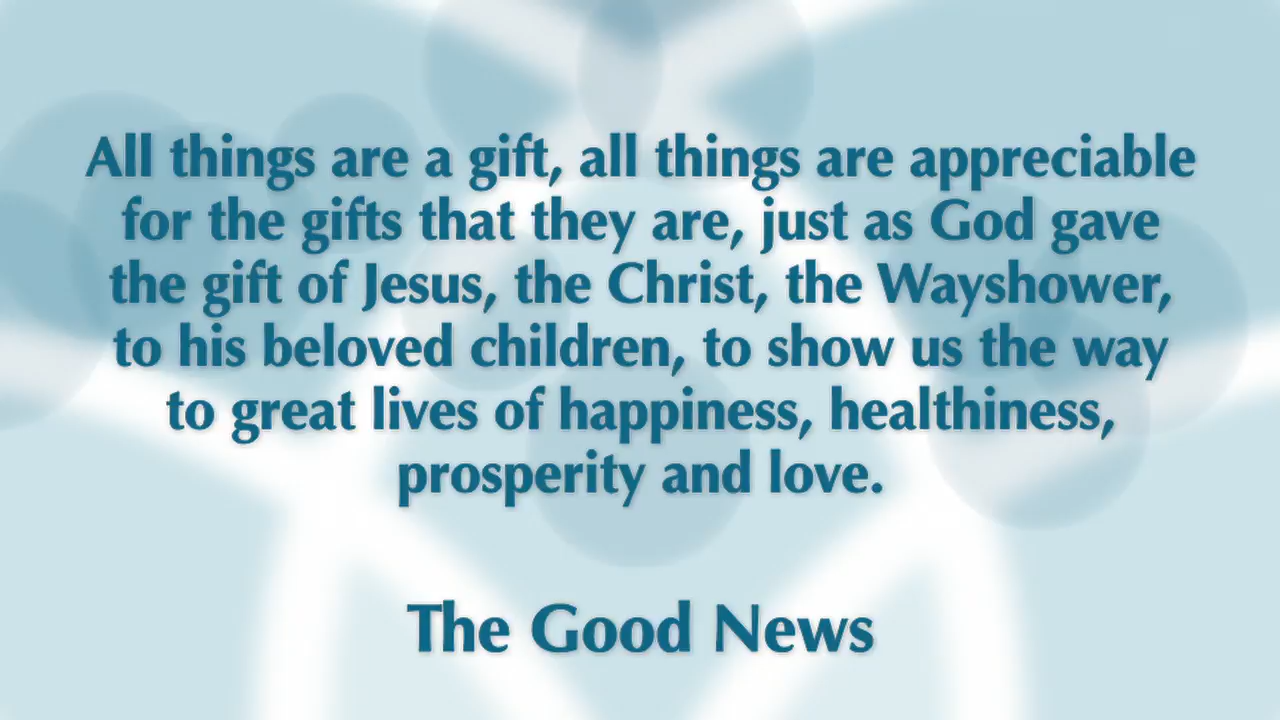 All things are a gift, all things are appreciable
for the gifts that they are, just as God gave
the gift of Jesus, the Christ, the Wayshower,
to his beloved children, to show us the way
to great lives of happiness, healthiness,
prosperity and love.
The Good News